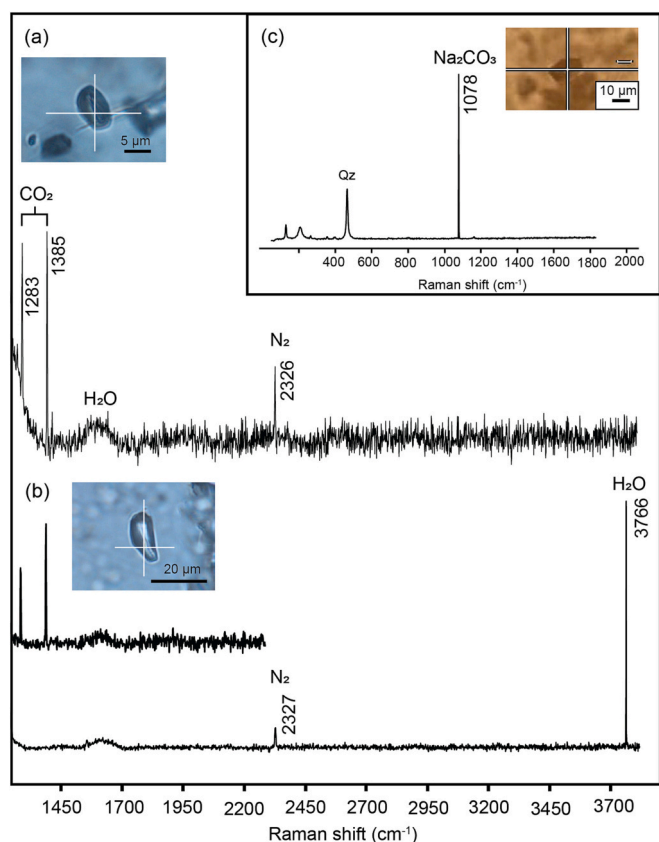 (a)
5 µm
CO₂
1283
1385
H₂O
N₂
2326
(c)
Na₂CO₃
1078
10 µm
Qz
400 600 800 1000 1200 1400 1600 1800 2000
Raman shift (cm⁻¹)
(b)
20 µm
N₂
2327
H₂O
3766
1450 1700 1950 2200 2450 2700 2950 3200 3450 3700
Raman shift (cm⁻¹)